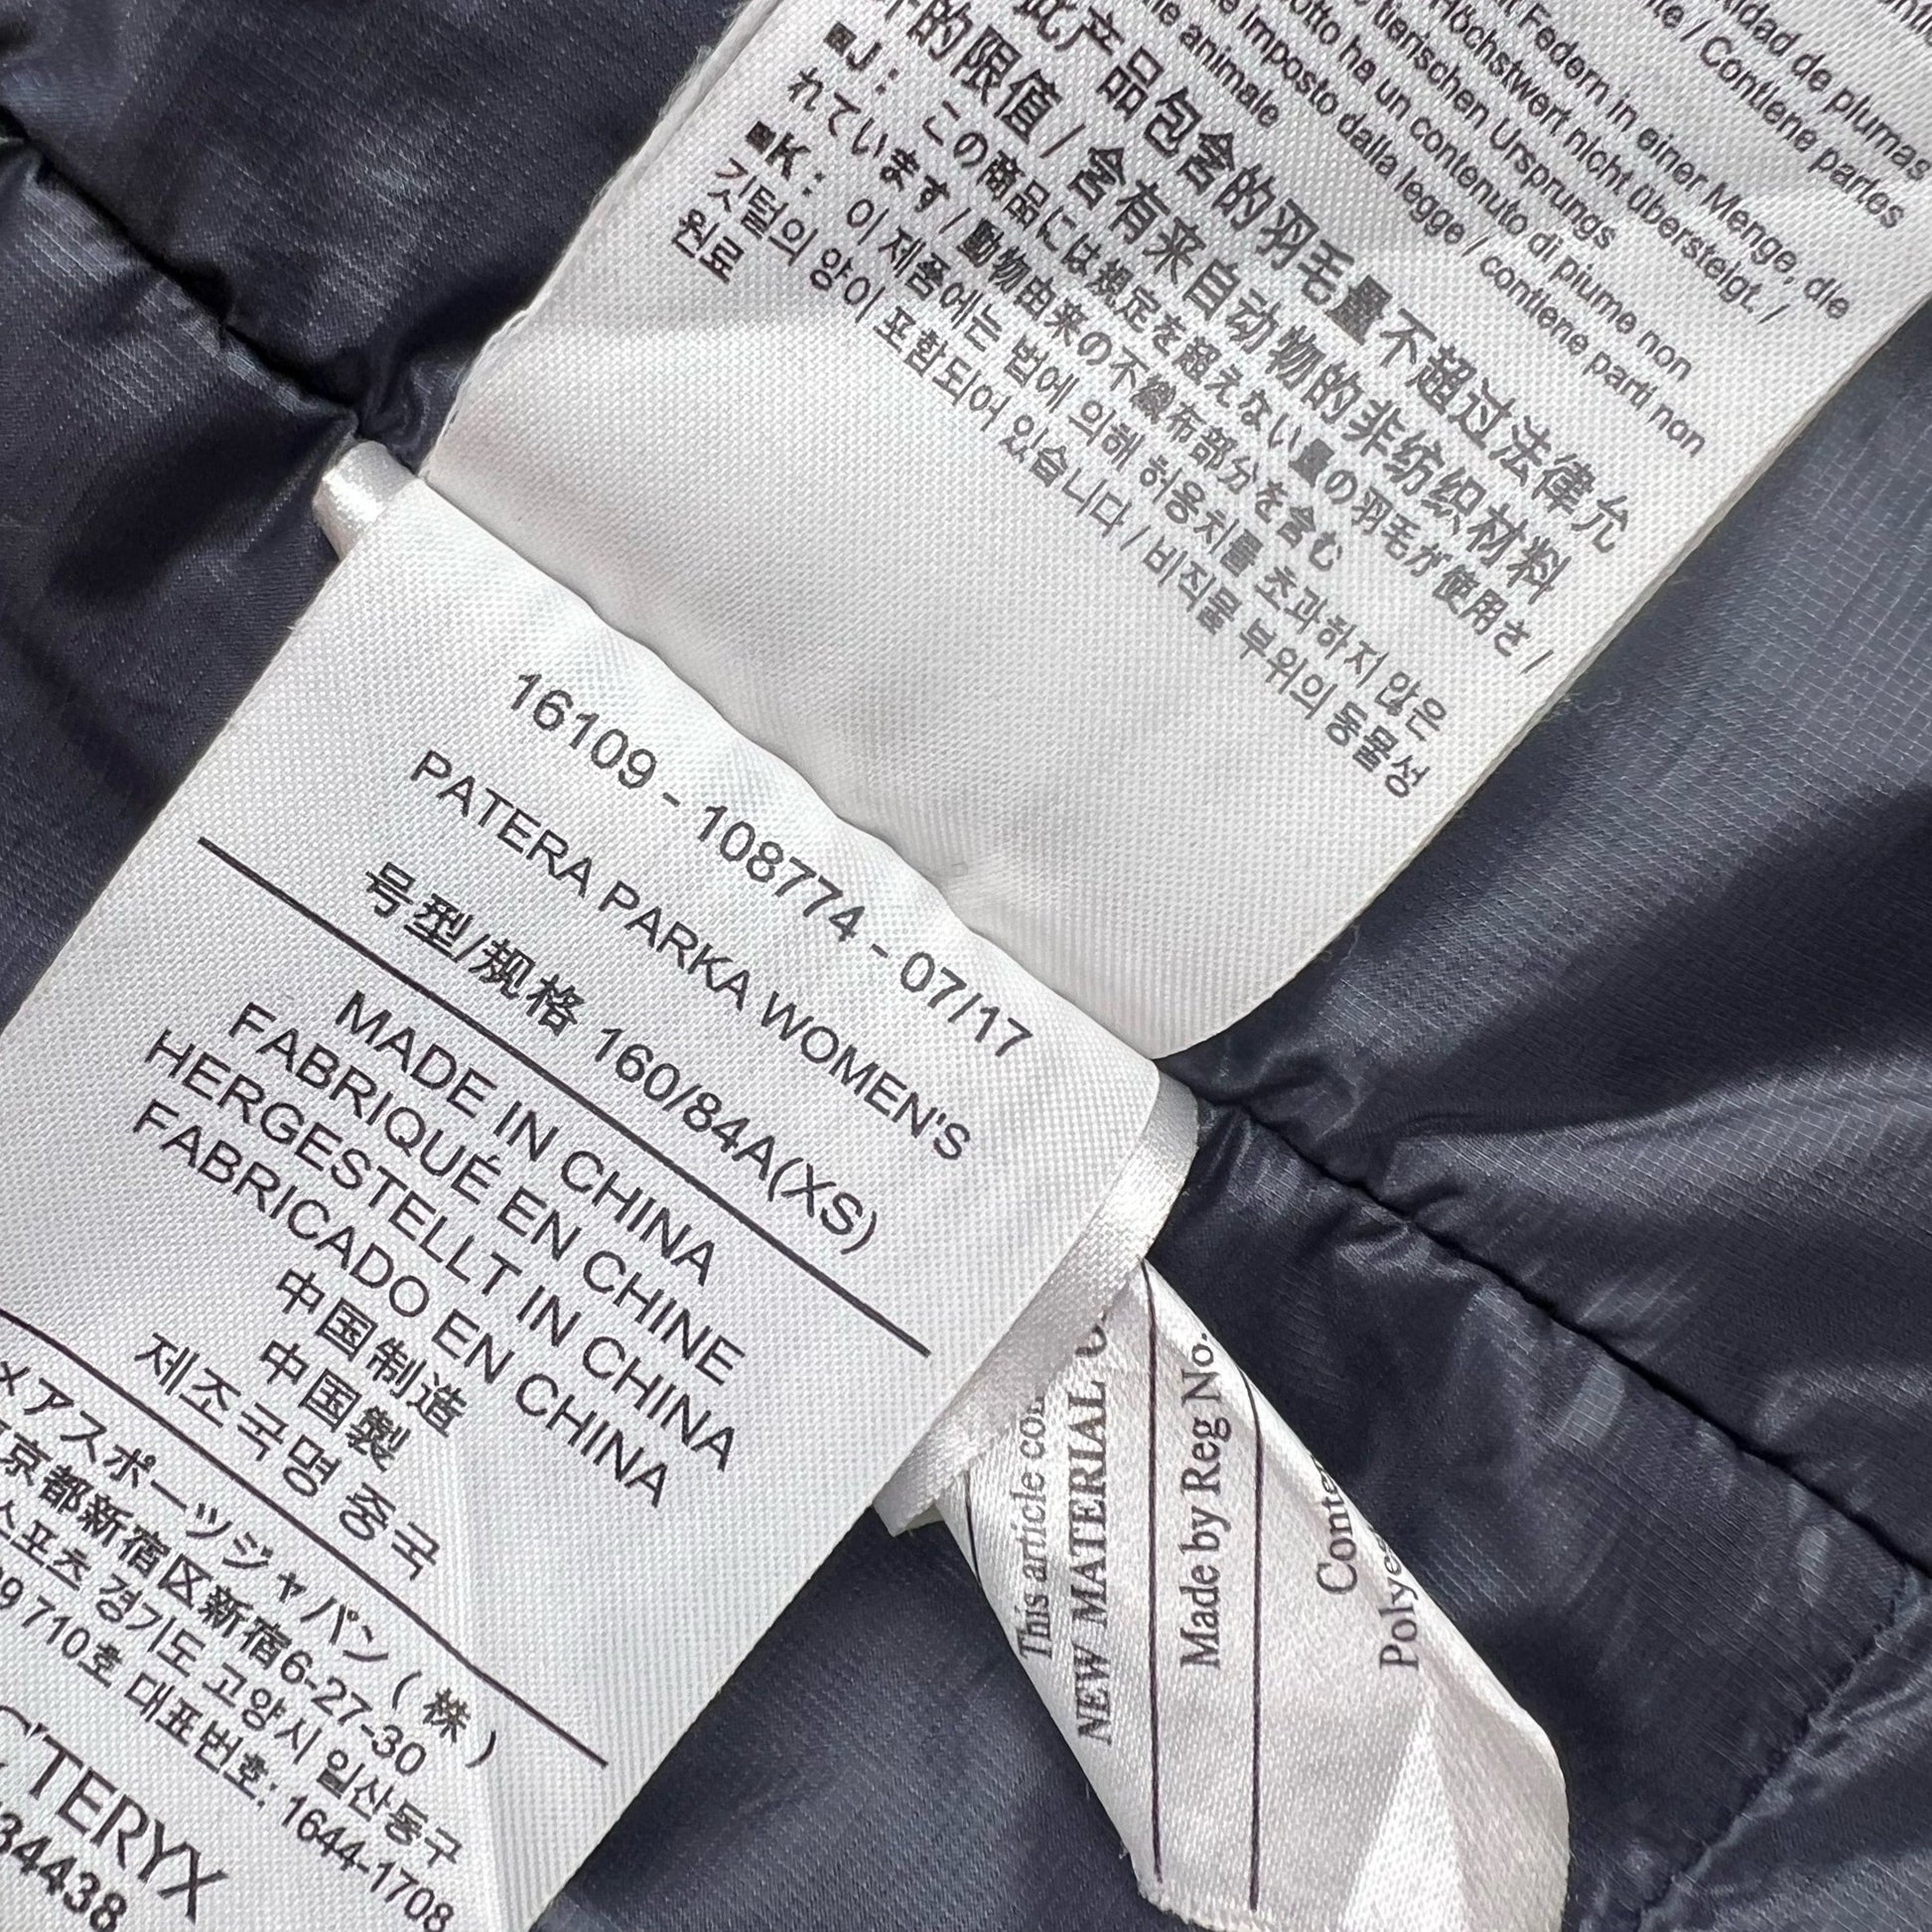 tidad de plumas
/ Contiene partes
Federn in einer Menge, die
Höchstwert nicht übersteigt. /
tierischen Ursprungs
ha un contenuto di piume non
imposto dalla legge / contiene parti non
animale
此产品包含的羽毛量不超过法律允
的限值 / 含有来自动物的非纺织材料
J: この商品には規定を超えない量の羽毛が使用さ /
れています / 動物由来の不織布部分を含む
K: 이 제품에는 법에 의해 허용치를 초과하지 않은
깃털의 양이 포함되어 있습니다 / 비직물 부위의 동물성
원료
16109 - 108774 - 07/17
PATERA PARKA WOMEN'S
号型/规格 160/84A(XS)
MADE IN CHINA
FABRIQUÉ EN CHINE
HERGESTELLT IN CHINA
FABRICADO EN CHINA
中国制造
中国製
제조국명 중국
メアスポーツジャパン ( 株 )
京都新宿区新宿6-27-30
스포츠 경기도 고양시 일산동구
710호 대표번호: 1644-1708
C'TERYX
34438
This article
NEW MATERIAL
Made by Reg No.